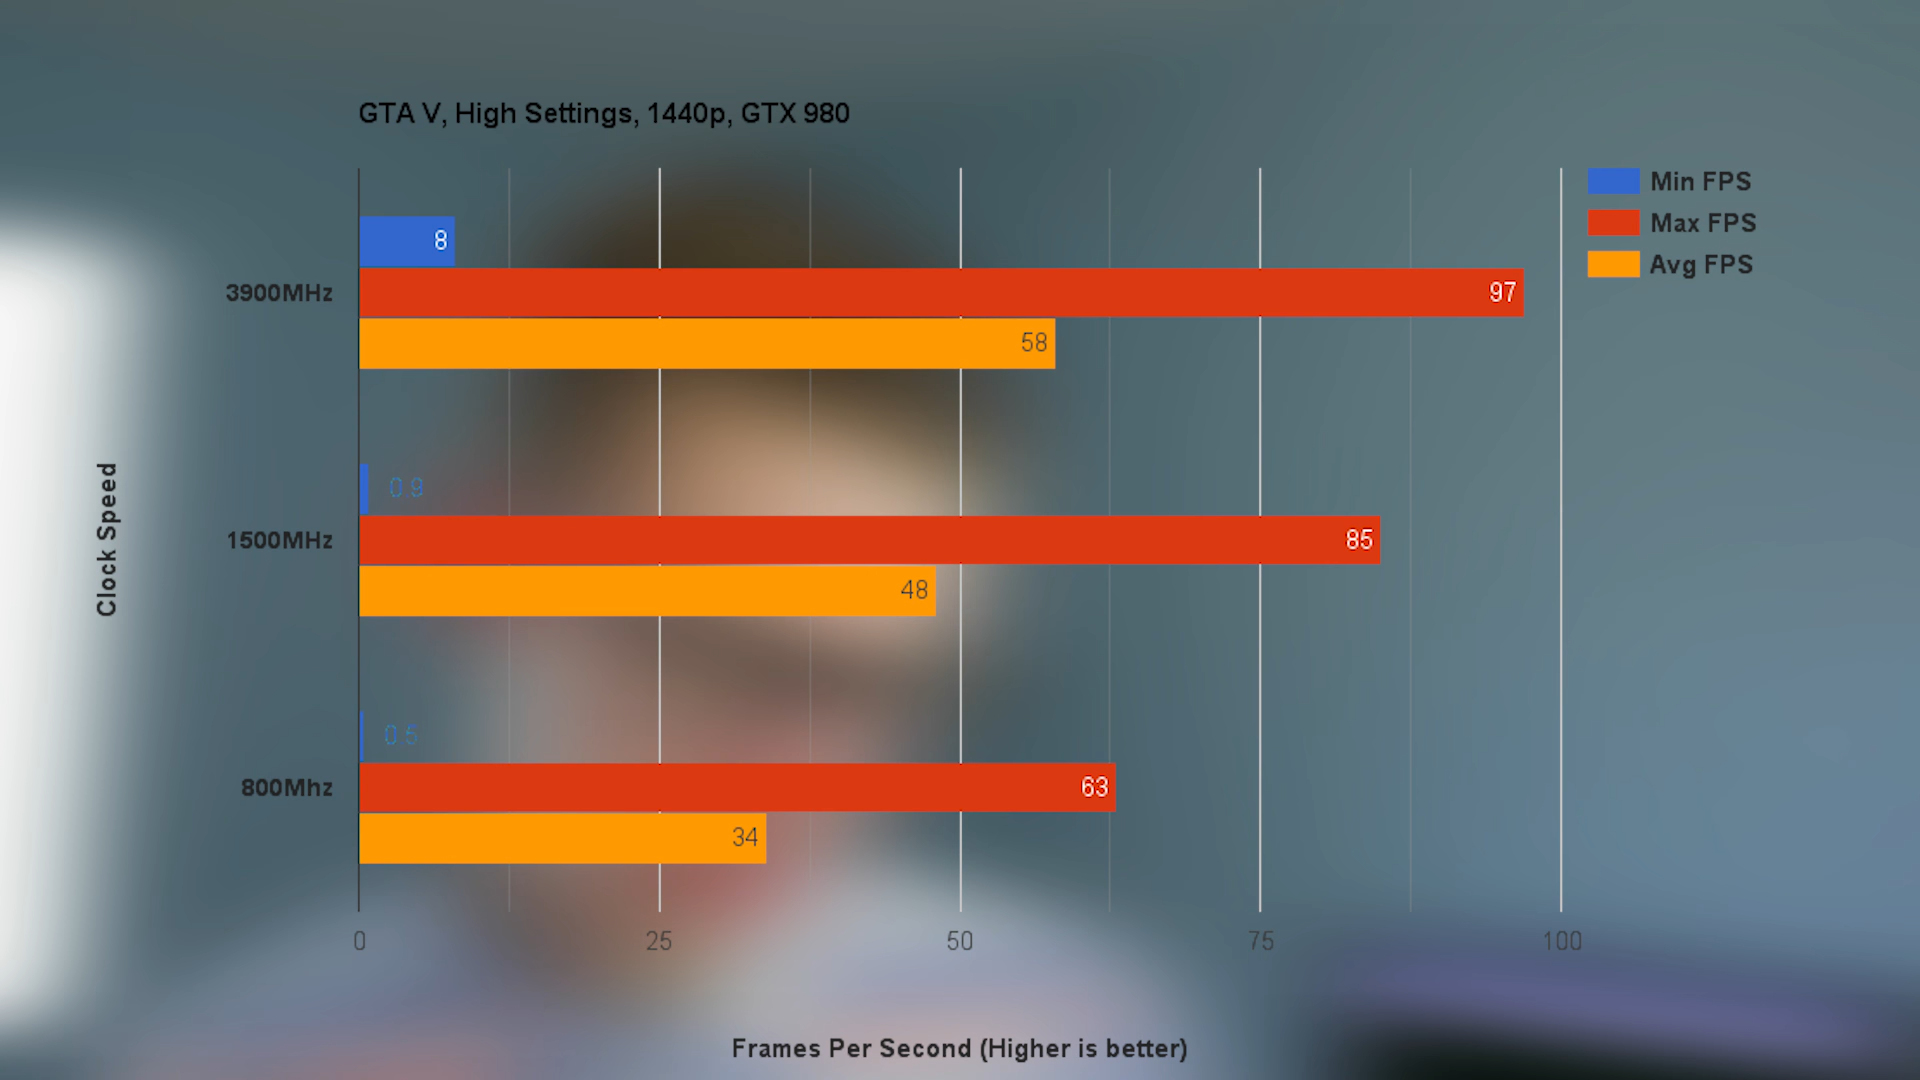 GTA V, High Settings, 1440p, GTX 980
Min FPS
Max FPS
Avg FPS
8
3900MHz
97
58
0.9
1500MHz
85
48
0.5
800Mhz
63
34
Clock Speed
0 25 50 75 100
Frames Per Second (Higher is better)